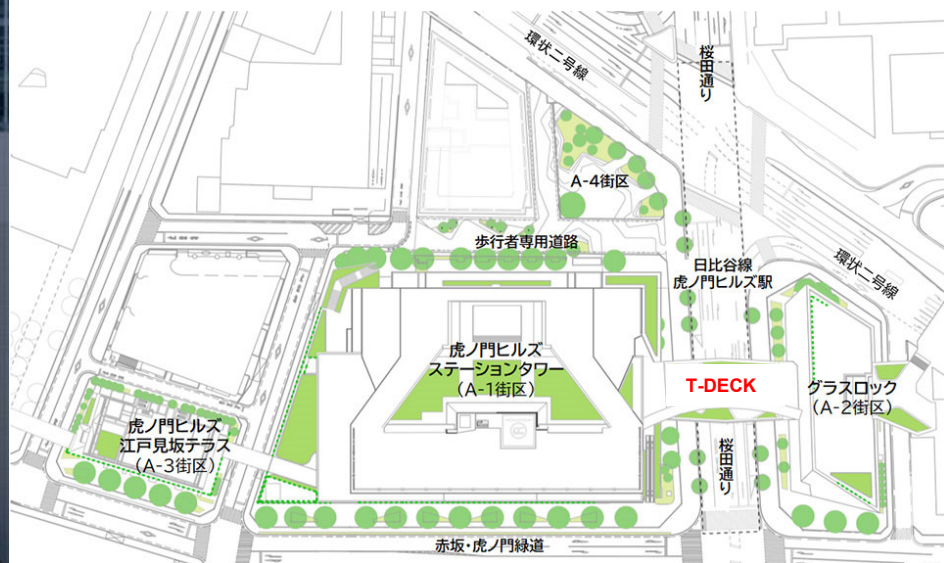 環状二号線
桜田通り
A-4街区
歩行者専用道路
日比谷線
虎ノ門ヒルズ駅
環状二号線
虎ノ門ヒルズ
ステーションタワー
(A-1街区)
T-DECK
グラスロック
(A-2街区)
虎ノ門ヒルズ
江戸見坂テラス
(A-3街区)
桜田通り
赤坂・虎ノ門緑道